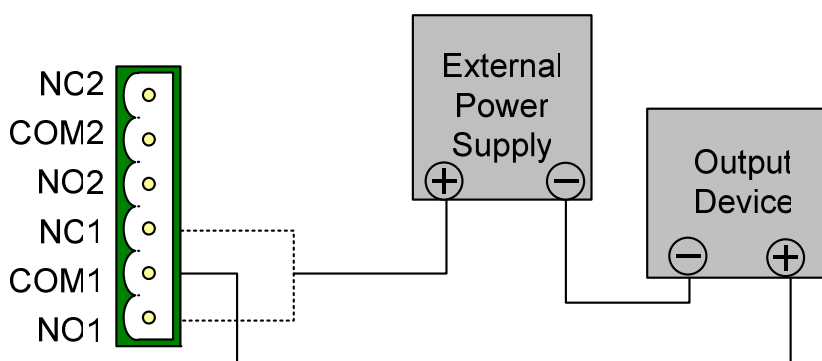 NC2
COM2
NO2
NC1
COM1
NO1
External
Power
Supply
+
−
Output
Device
−
+